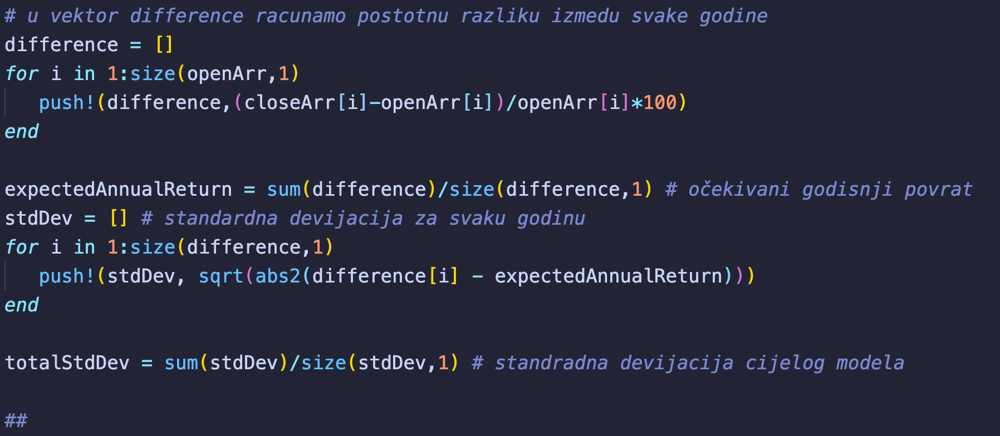 # u vektor difference racunamo postotnu razliku izmedu svake godine
difference = []
for i in 1:size(openArr,1)
   push!(difference,(closeArr[i]-openArr[i])/openArr[i]*100)
end
expectedAnnualReturn = sum(difference)/size(difference,1) # očekivani godisnji povrat
stdDev = [] # standardna devijacija za svaku godinu
for i in 1:size(difference,1)
   push!(stdDev, sqrt(abs2(difference[i] - expectedAnnualReturn)))
end
totalStdDev = sum(stdDev)/size(stdDev,1) # standradna devijacija cijelog modela
##